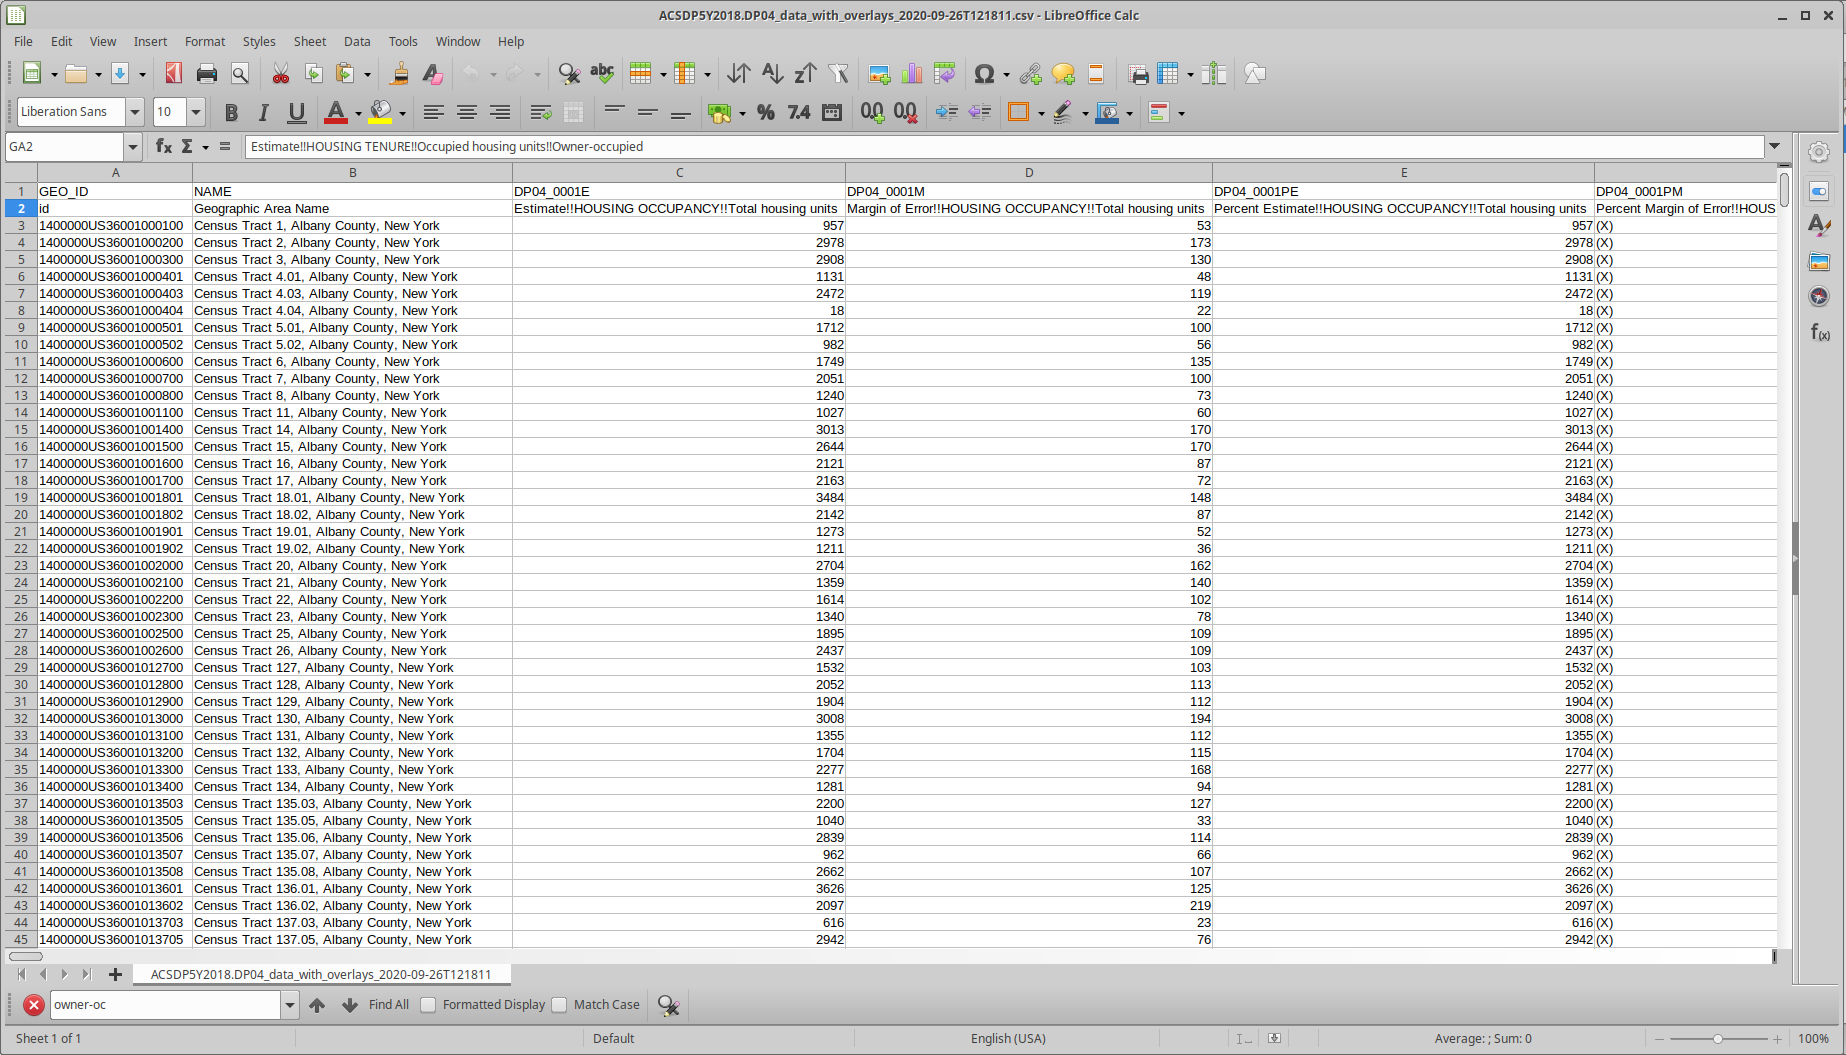 ACSDP5Y2018.DP04_data_with_overlays_2020-09-26T121811.csv - LibreOffice Calc
File Edit View Insert Format Styles Sheet Data Tools Window Help
Liberation Sans 10 B I U A % 7.4 0.0 0.0
GA2 fx Σ = Estimate!!HOUSING TENURE!!Occupied housing units!!Owner-occupied
A B C D E
1 GEO_ID NAME DP04_0001E DP04_0001M DP04_0001PE DP04_0001PM
2 id Geographic Area Name Estimate!!HOUSING OCCUPANCY!!Total housing units Margin of Error!!HOUSING OCCUPANCY!!Total housing units Percent Estimate!!HOUSING OCCUPANCY!!Total housing units Percent Margin of Error!!HOUS
3 1400000US36001000100 Census Tract 1, Albany County, New York 957 53 957 (X)
4 1400000US36001000200 Census Tract 2, Albany County, New York 2978 173 2978 (X)
5 1400000US36001000300 Census Tract 3, Albany County, New York 2908 130 2908 (X)
6 1400000US36001000401 Census Tract 4.01, Albany County, New York 1131 48 1131 (X)
7 1400000US36001000403 Census Tract 4.03, Albany County, New York 2472 119 2472 (X)
8 1400000US36001000404 Census Tract 4.04, Albany County, New York 18 22 18 (X)
9 1400000US36001000501 Census Tract 5.01, Albany County, New York 1712 100 1712 (X)
10 1400000US36001000502 Census Tract 5.02, Albany County, New York 982 56 982 (X)
11 1400000US36001000600 Census Tract 6, Albany County, New York 1749 135 1749 (X)
12 1400000US36001000700 Census Tract 7, Albany County, New York 2051 100 2051 (X)
13 1400000US36001000800 Census Tract 8, Albany County, New York 1240 73 1240 (X)
14 1400000US36001001100 Census Tract 11, Albany County, New York 1027 60 1027 (X)
15 1400000US36001001400 Census Tract 14, Albany County, New York 3013 170 3013 (X)
16 1400000US36001001500 Census Tract 15, Albany County, New York 2644 170 2644 (X)
17 1400000US36001001600 Census Tract 16, Albany County, New York 2121 87 2121 (X)
18 1400000US36001001700 Census Tract 17, Albany County, New York 2163 72 2163 (X)
19 1400000US36001001801 Census Tract 18.01, Albany County, New York 3484 148 3484 (X)
20 1400000US36001001802 Census Tract 18.02, Albany County, New York 2142 87 2142 (X)
21 1400000US36001001901 Census Tract 19.01, Albany County, New York 1273 52 1273 (X)
22 1400000US36001001902 Census Tract 19.02, Albany County, New York 1211 36 1211 (X)
23 1400000US36001002000 Census Tract 20, Albany County, New York 2704 162 2704 (X)
24 1400000US36001002100 Census Tract 21, Albany County, New York 1359 140 1359 (X)
25 1400000US36001002200 Census Tract 22, Albany County, New York 1614 102 1614 (X)
26 1400000US36001002300 Census Tract 23, Albany County, New York 1340 78 1340 (X)
27 1400000US36001002500 Census Tract 25, Albany County, New York 1895 109 1895 (X)
28 1400000US36001002600 Census Tract 26, Albany County, New York 2437 109 2437 (X)
29 1400000US36001012700 Census Tract 127, Albany County, New York 1532 103 1532 (X)
30 1400000US36001012800 Census Tract 128, Albany County, New York 2052 113 2052 (X)
31 1400000US36001012900 Census Tract 129, Albany County, New York 1904 112 1904 (X)
32 1400000US36001013000 Census Tract 130, Albany County, New York 3008 194 3008 (X)
33 1400000US36001013100 Census Tract 131, Albany County, New York 1355 112 1355 (X)
34 1400000US36001013200 Census Tract 132, Albany County, New York 1704 115 1704 (X)
35 1400000US36001013300 Census Tract 133, Albany County, New York 2277 168 2277 (X)
36 1400000US36001013400 Census Tract 134, Albany County, New York 1281 94 1281 (X)
37 1400000US36001013503 Census Tract 135.03, Albany County, New York 2200 127 2200 (X)
38 1400000US36001013505 Census Tract 135.05, Albany County, New York 1040 33 1040 (X)
39 1400000US36001013506 Census Tract 135.06, Albany County, New York 2839 114 2839 (X)
40 1400000US36001013507 Census Tract 135.07, Albany County, New York 962 66 962 (X)
41 1400000US36001013508 Census Tract 135.08, Albany County, New York 2662 107 2662 (X)
42 1400000US36001013601 Census Tract 136.01, Albany County, New York 3626 125 3626 (X)
43 1400000US36001013602 Census Tract 136.02, Albany County, New York 2097 219 2097 (X)
44 1400000US36001013703 Census Tract 137.03, Albany County, New York 616 23 616 (X)
45 1400000US36001013705 Census Tract 137.05, Albany County, New York 2942 76 2942 (X)
ACSDP5Y2018.DP04_data_with_overlays_2020-09-26T121811
owner-oc Find All Formatted Display Match Case
Sheet 1 of 1 Default English (USA) Average: ; Sum: 0 100%